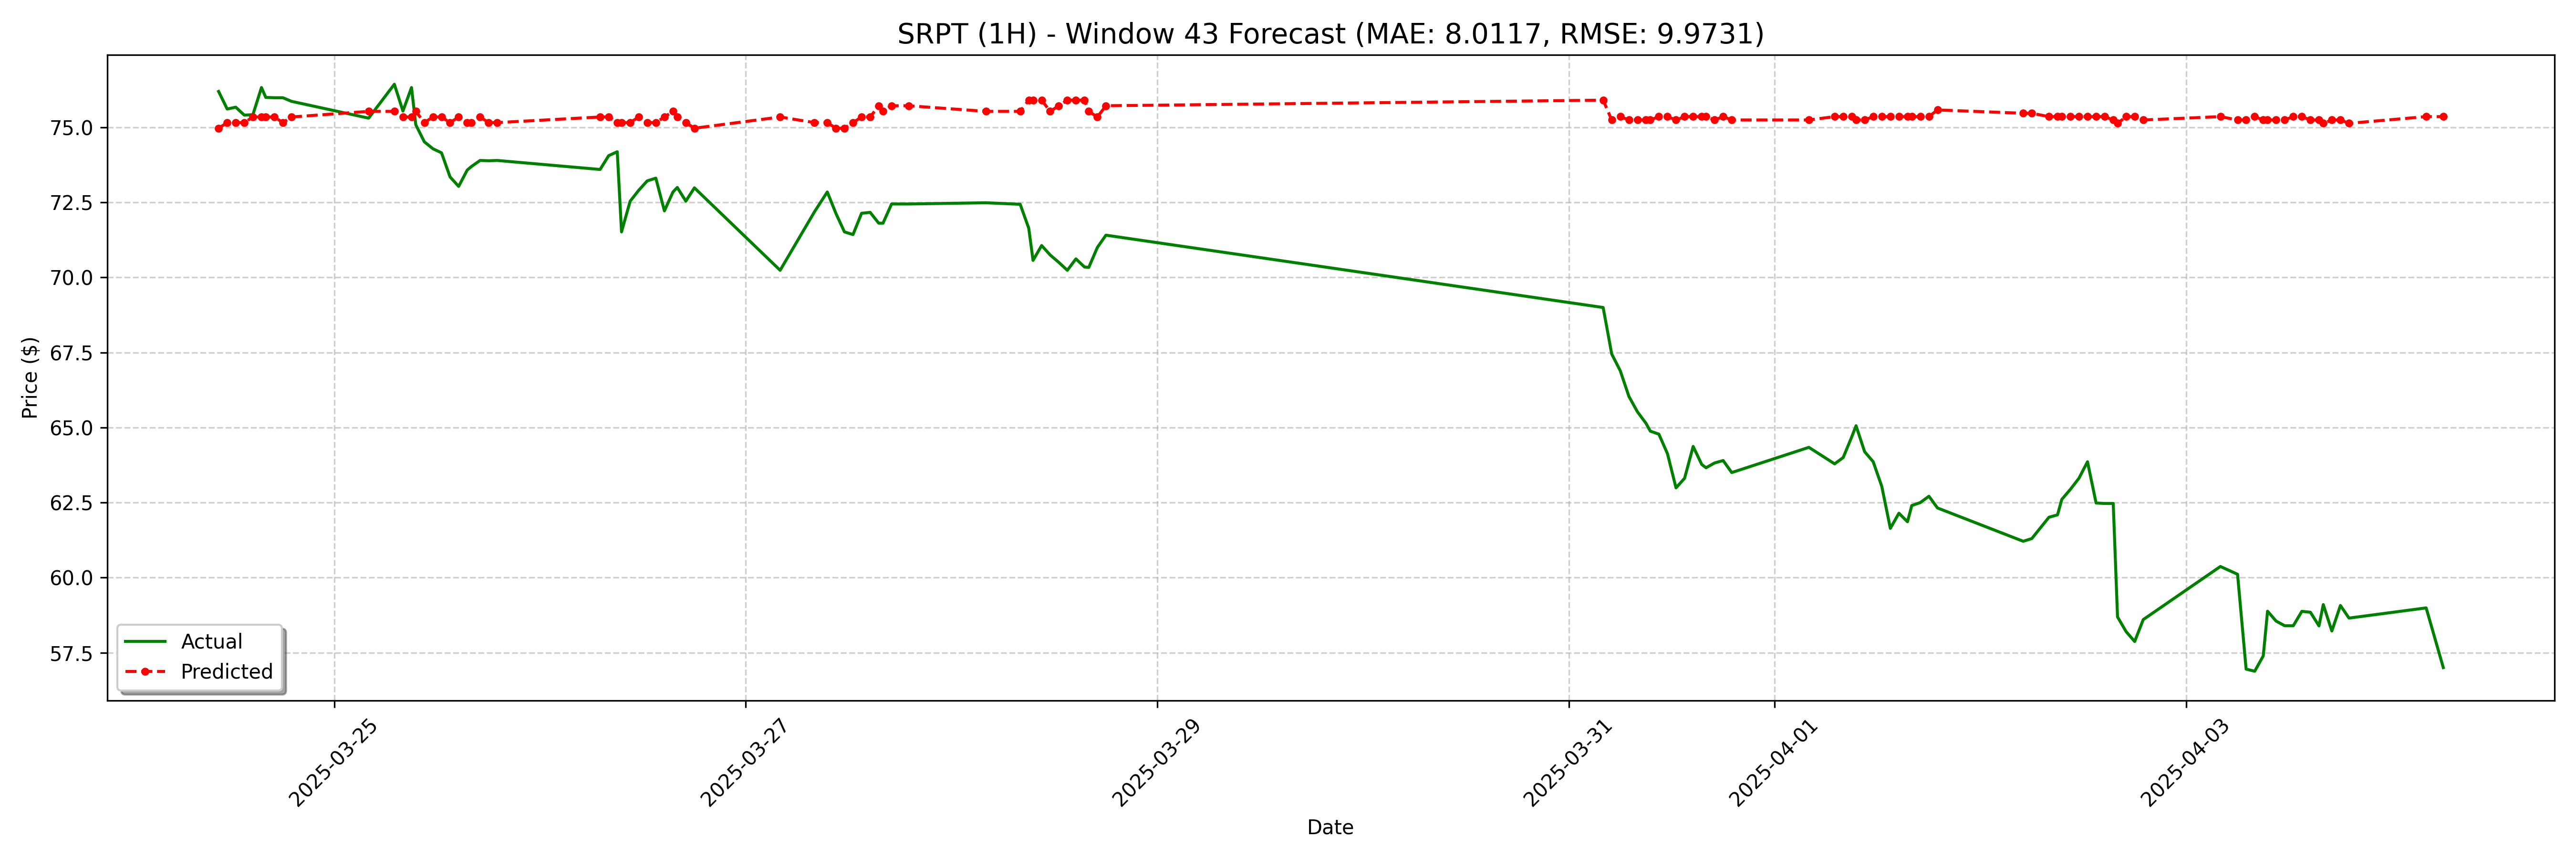 SRPT (1H) - Window 43 Forecast (MAE: 8.0117, RMSE: 9.9731)
Price ($)
75.0
72.5
70.0
67.5
65.0
62.5
60.0
57.5
Actual
Predicted
2025-03-25
2025-03-27
2025-03-29
2025-03-31
2025-04-01
2025-04-03
Date